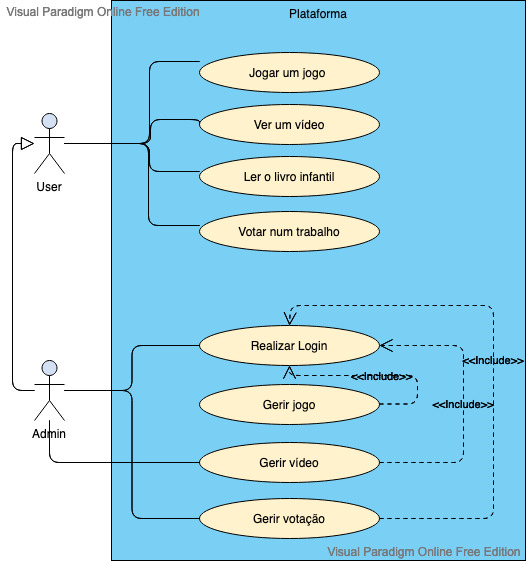 Visual Paradigm Online Free Edition
Plataforma
Jogar um jogo
Ver um vídeo
Ler o livro infantil
Votar num trabalho
User
Realizar Login
<<Include>>
<<Include>>
Gerir jogo
<<Include>>
Admin
Gerir vídeo
Gerir votação
Visual Paradigm Online Free Edition